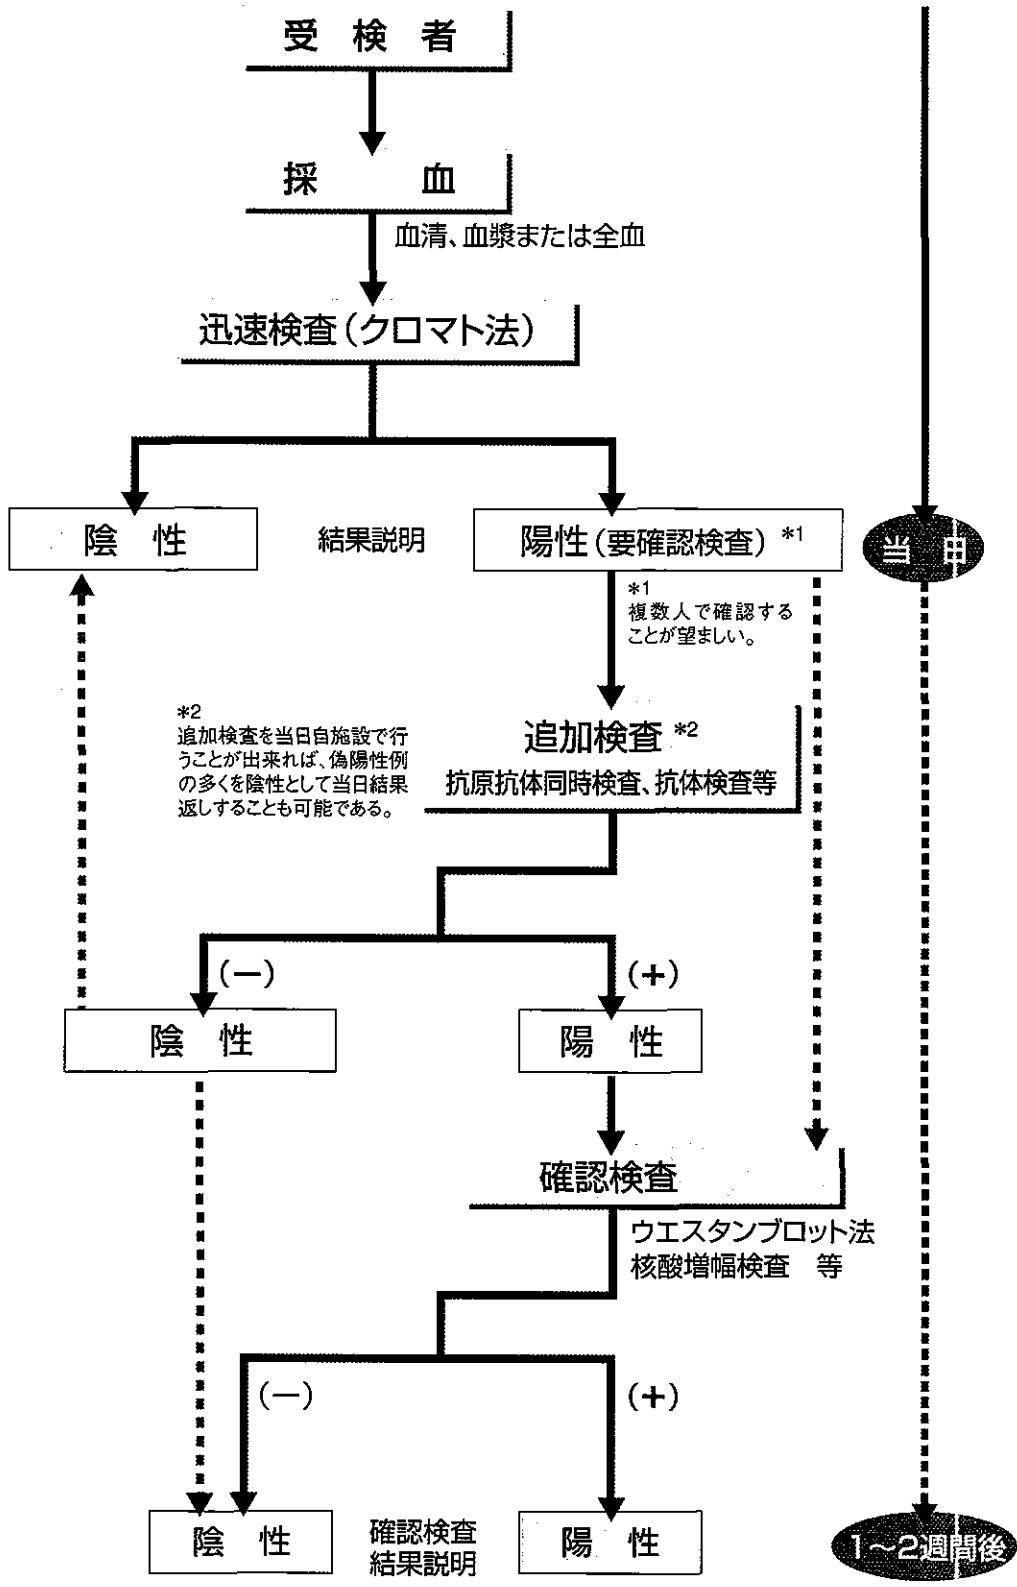 受 検 者
採 血
血清、血漿または全血
迅速検査(クロマト法)
陰 性
結果説明
陽性(要確認検査)*1
当 日
*1
複数人で確認する
ことが望ましい。
*2
追加検査を当日自施設で行
うことが出来れば、偽陽性例
の多くを陰性として当日結果
返しすることも可能である。
追加検査 *2
抗原抗体同時検査、抗体検査等
(−)
(+)
陰 性
陽 性
確認検査
ウエスタンブロット法
核酸増幅検査 等
(−)
(+)
陰 性
確認検査
結果説明
陽 性
1〜2週間後